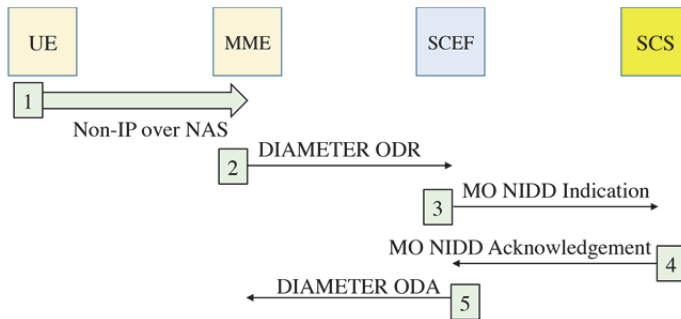 UE
MME
SCEF
SCS
1
Non-IP over NAS
2
DIAMETER ODR
3
MO NIDD Indication
MO NIDD Acknowledgement
4
DIAMETER ODA
5